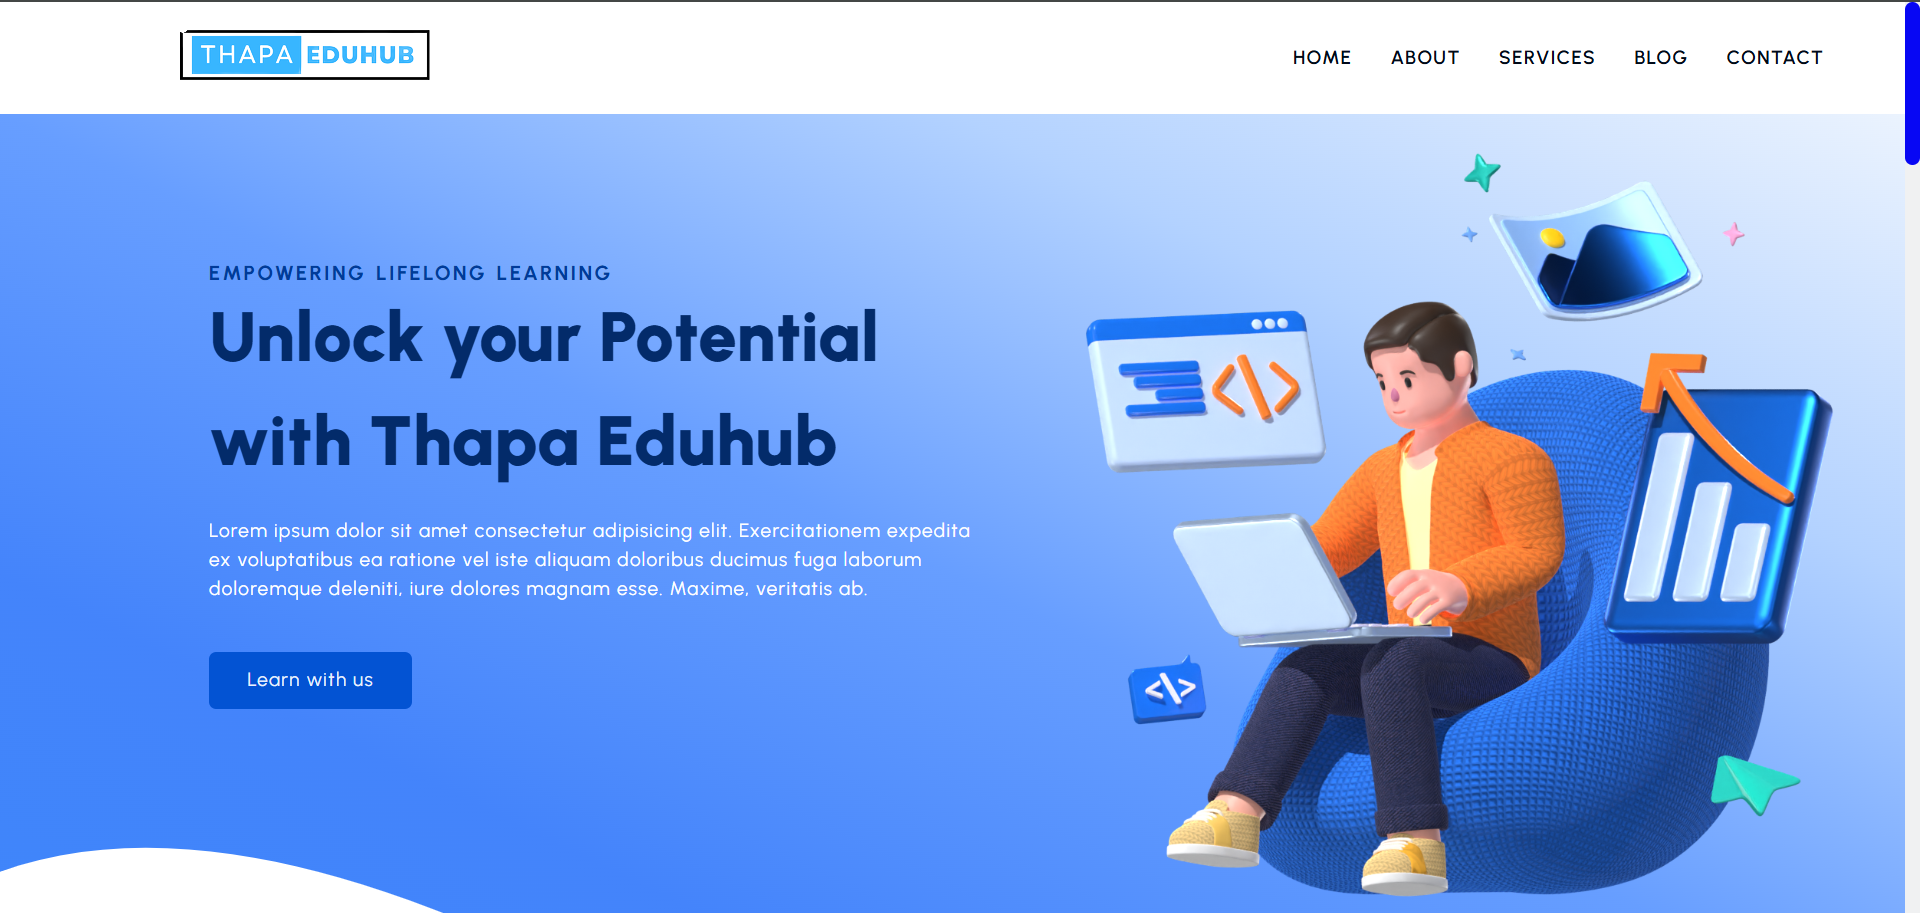 THAPA EDUHUB
HOME ABOUT SERVICES BLOG CONTACT
EMPOWERING LIFELONG LEARNING
Unlock your Potential
with Thapa Eduhub
Lorem ipsum dolor sit amet consectetur adipisicing elit. Exercitationem expedita
ex voluptatibus ea ratione vel iste aliquam doloribus ducimus fuga laborum
doloremque deleniti, iure dolores magnam esse. Maxime, veritatis ab.
Learn with us